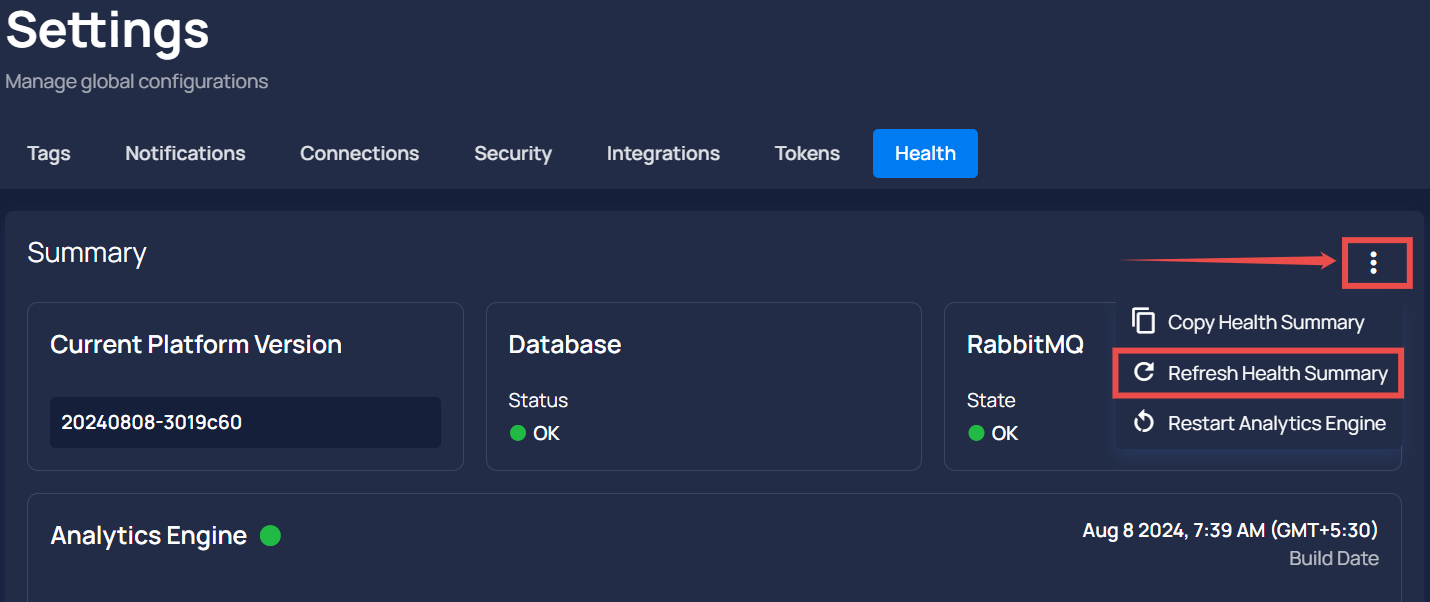 Settings
Manage global configurations
Tags Notifications Connections Security Integrations Tokens Health
Summary
Current Platform Version
20240808-3019c60
Database
Status
OK
RabbitMQ
State
OK
Copy Health Summary
Refresh Health Summary
Restart Analytics Engine
Analytics Engine
Aug 8 2024, 7:39 AM (GMT+5:30)
Build Date